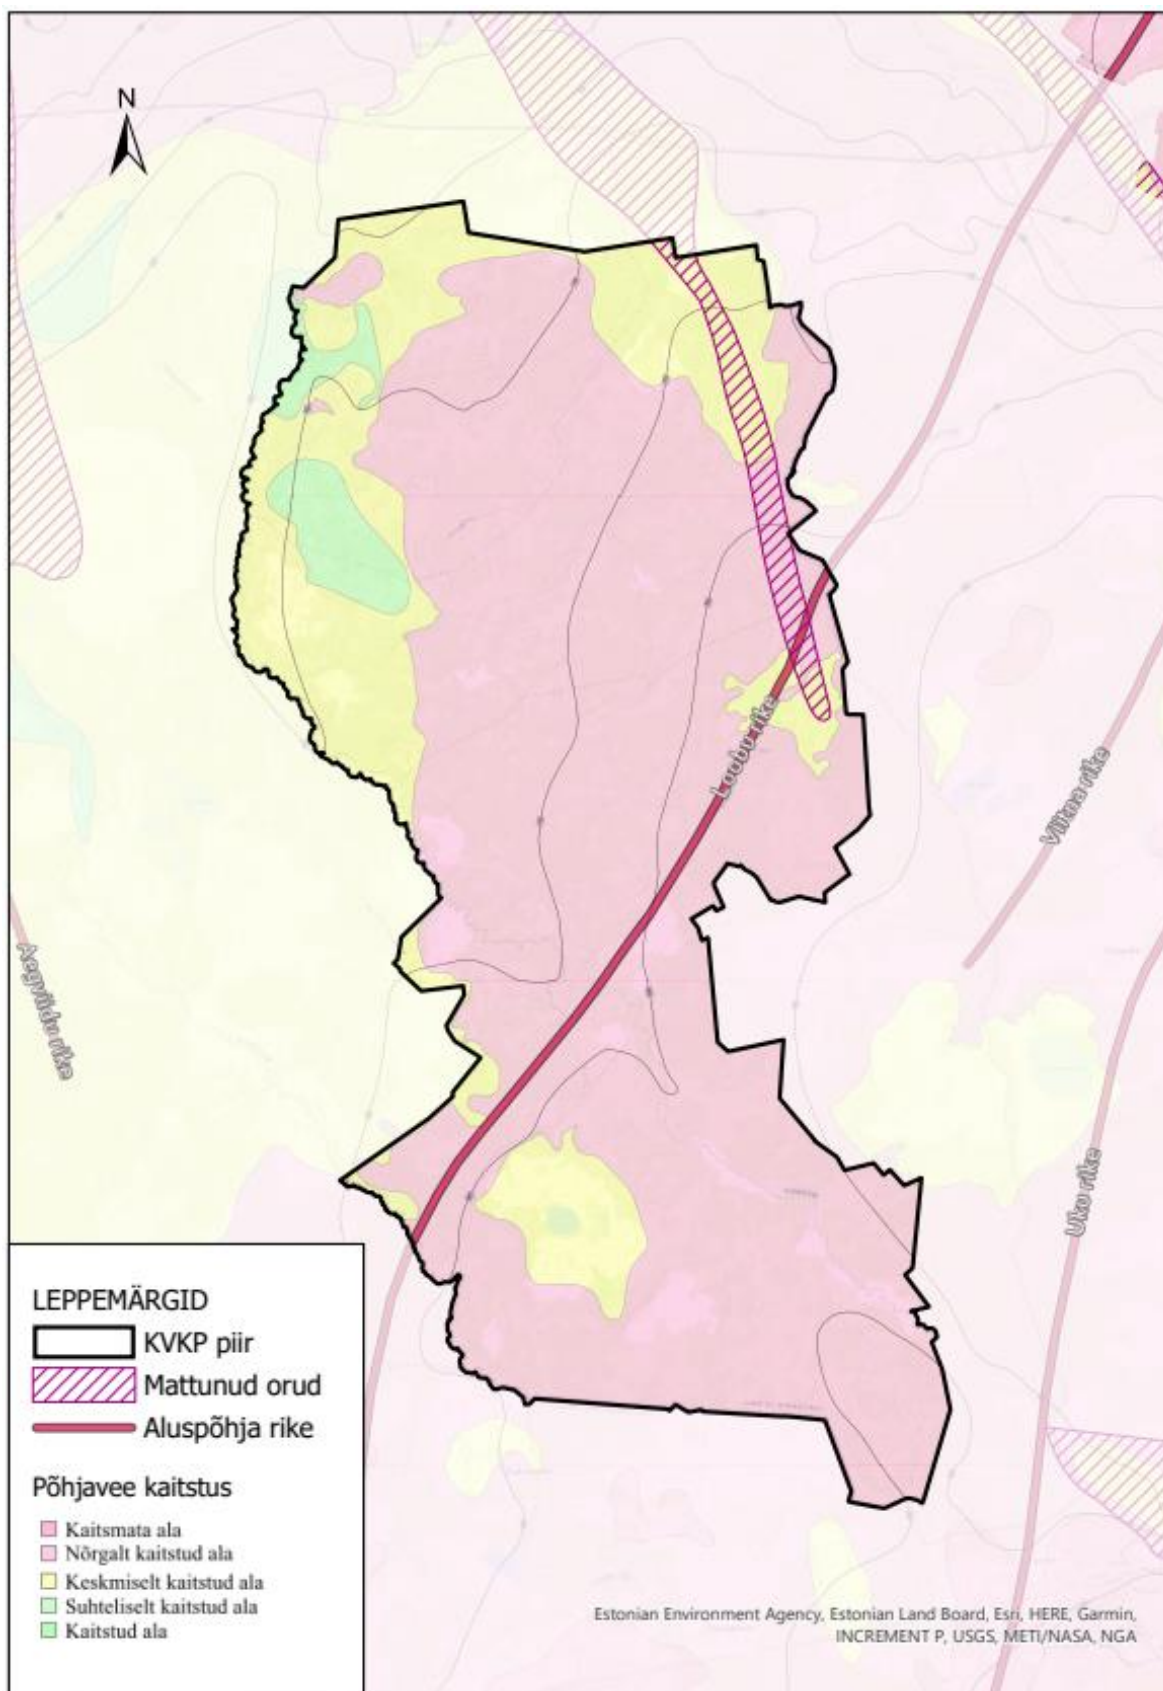 N
Loobu rike
Viitna rike
Aegviidu rike
Uku rike
LEPPEMÄRGID
KVKP piir
Mattunud orud
Aluspõhja rike
Põhjavee kaitstus
Kaitsmata ala
Nõrgalt kaitstud ala
Keskmiselt kaitstud ala
Suhteliselt kaitstud ala
Kaitstud ala
Estonian Environment Agency, Estonian Land Board, Esri, HERE, Garmin,
INCREMENT P, USGS, METI/NASA, NGA